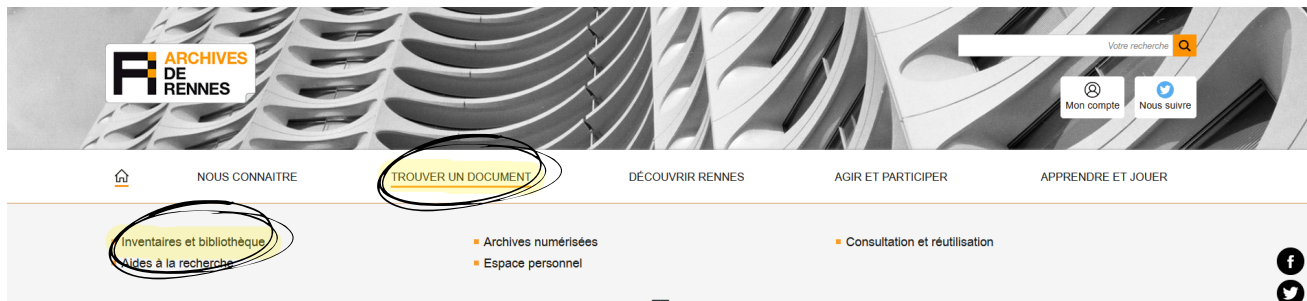 ARCHIVES
DE
RENNES
Votre recherche
Mon compte
Nous suivre
NOUS CONNAITRE
TROUVER UN DOCUMENT
DÉCOUVRIR RENNES
AGIR ET PARTICIPER
APPRENDRE ET JOUER
Inventaires et bibliothèque
Archives numérisées
Consultation et réutilisation
Aides à la recherche
Espace personnel